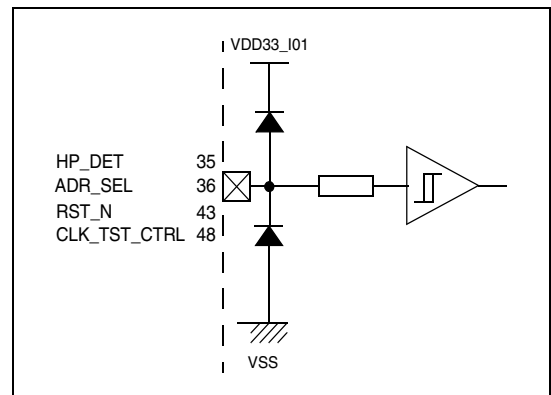 VDD33_I01
HP_DET 35
ADR_SEL 36
RST_N 43
CLK_TST_CTRL 48
VSS